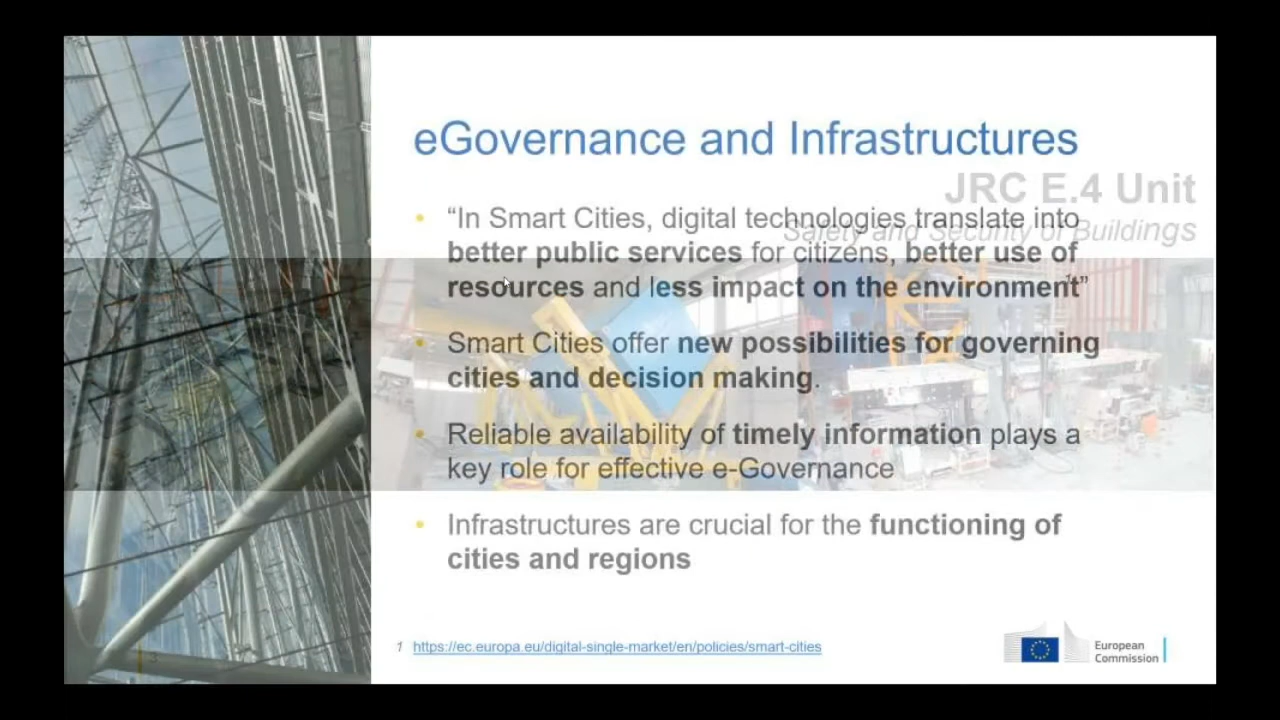 eGovernance and Infrastructures
JRC E.4 Unit
Safety and Security of Buildings
• “In Smart Cities, digital technologies translate into
better public services for citizens, better use of
resources and less impact on the environment¹”
• Smart Cities offer new possibilities for governing
cities and decision making.
• Reliable availability of timely information plays a
key role for effective e-Governance
• Infrastructures are crucial for the functioning of
cities and regions
1 https://ec.europa.eu/digital-single-market/en/policies/smart-cities
European
Commission
3